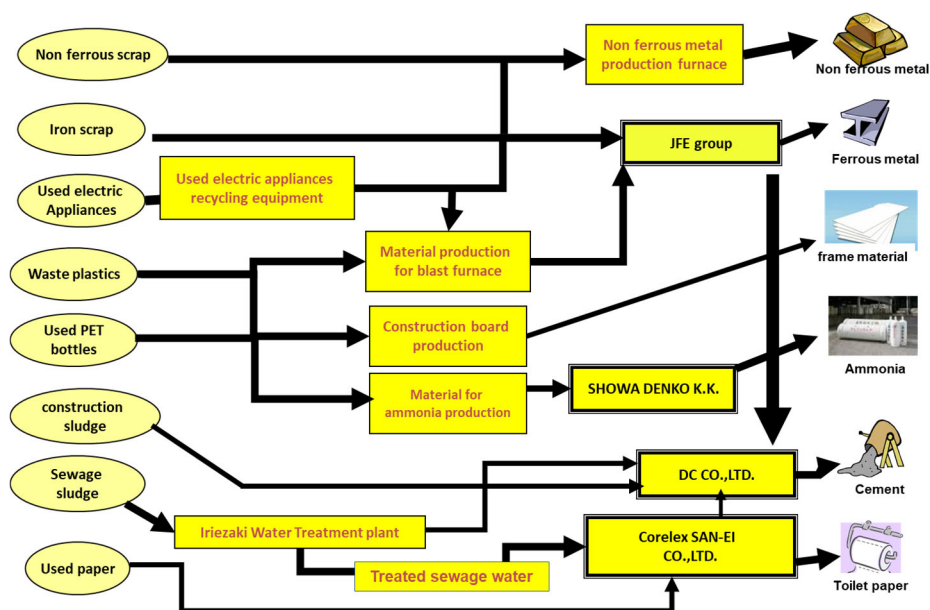 Non ferrous scrap
Non ferrous metal
production furnace
Non ferrous metal
Iron scrap
JFE group
Ferrous metal
Used electric
Appliances
Used electric appliances
recycling equipment
Waste plastics
Material production
for blast furnace
frame material
Used PET
bottles
Construction board
production
Material for
ammonia production
SHOWA DENKO K.K.
Ammonia
construction
sludge
Sewage
sludge
DC CO.,LTD.
Cement
Iriezaki Water Treatment plant
Corelex SAN-EI
CO.,LTD.
Treated sewage water
Toilet paper
Used paper